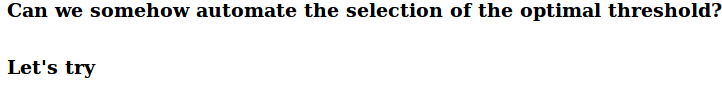 Can we somehow automate the selection of the optimal threshold?
Let's try